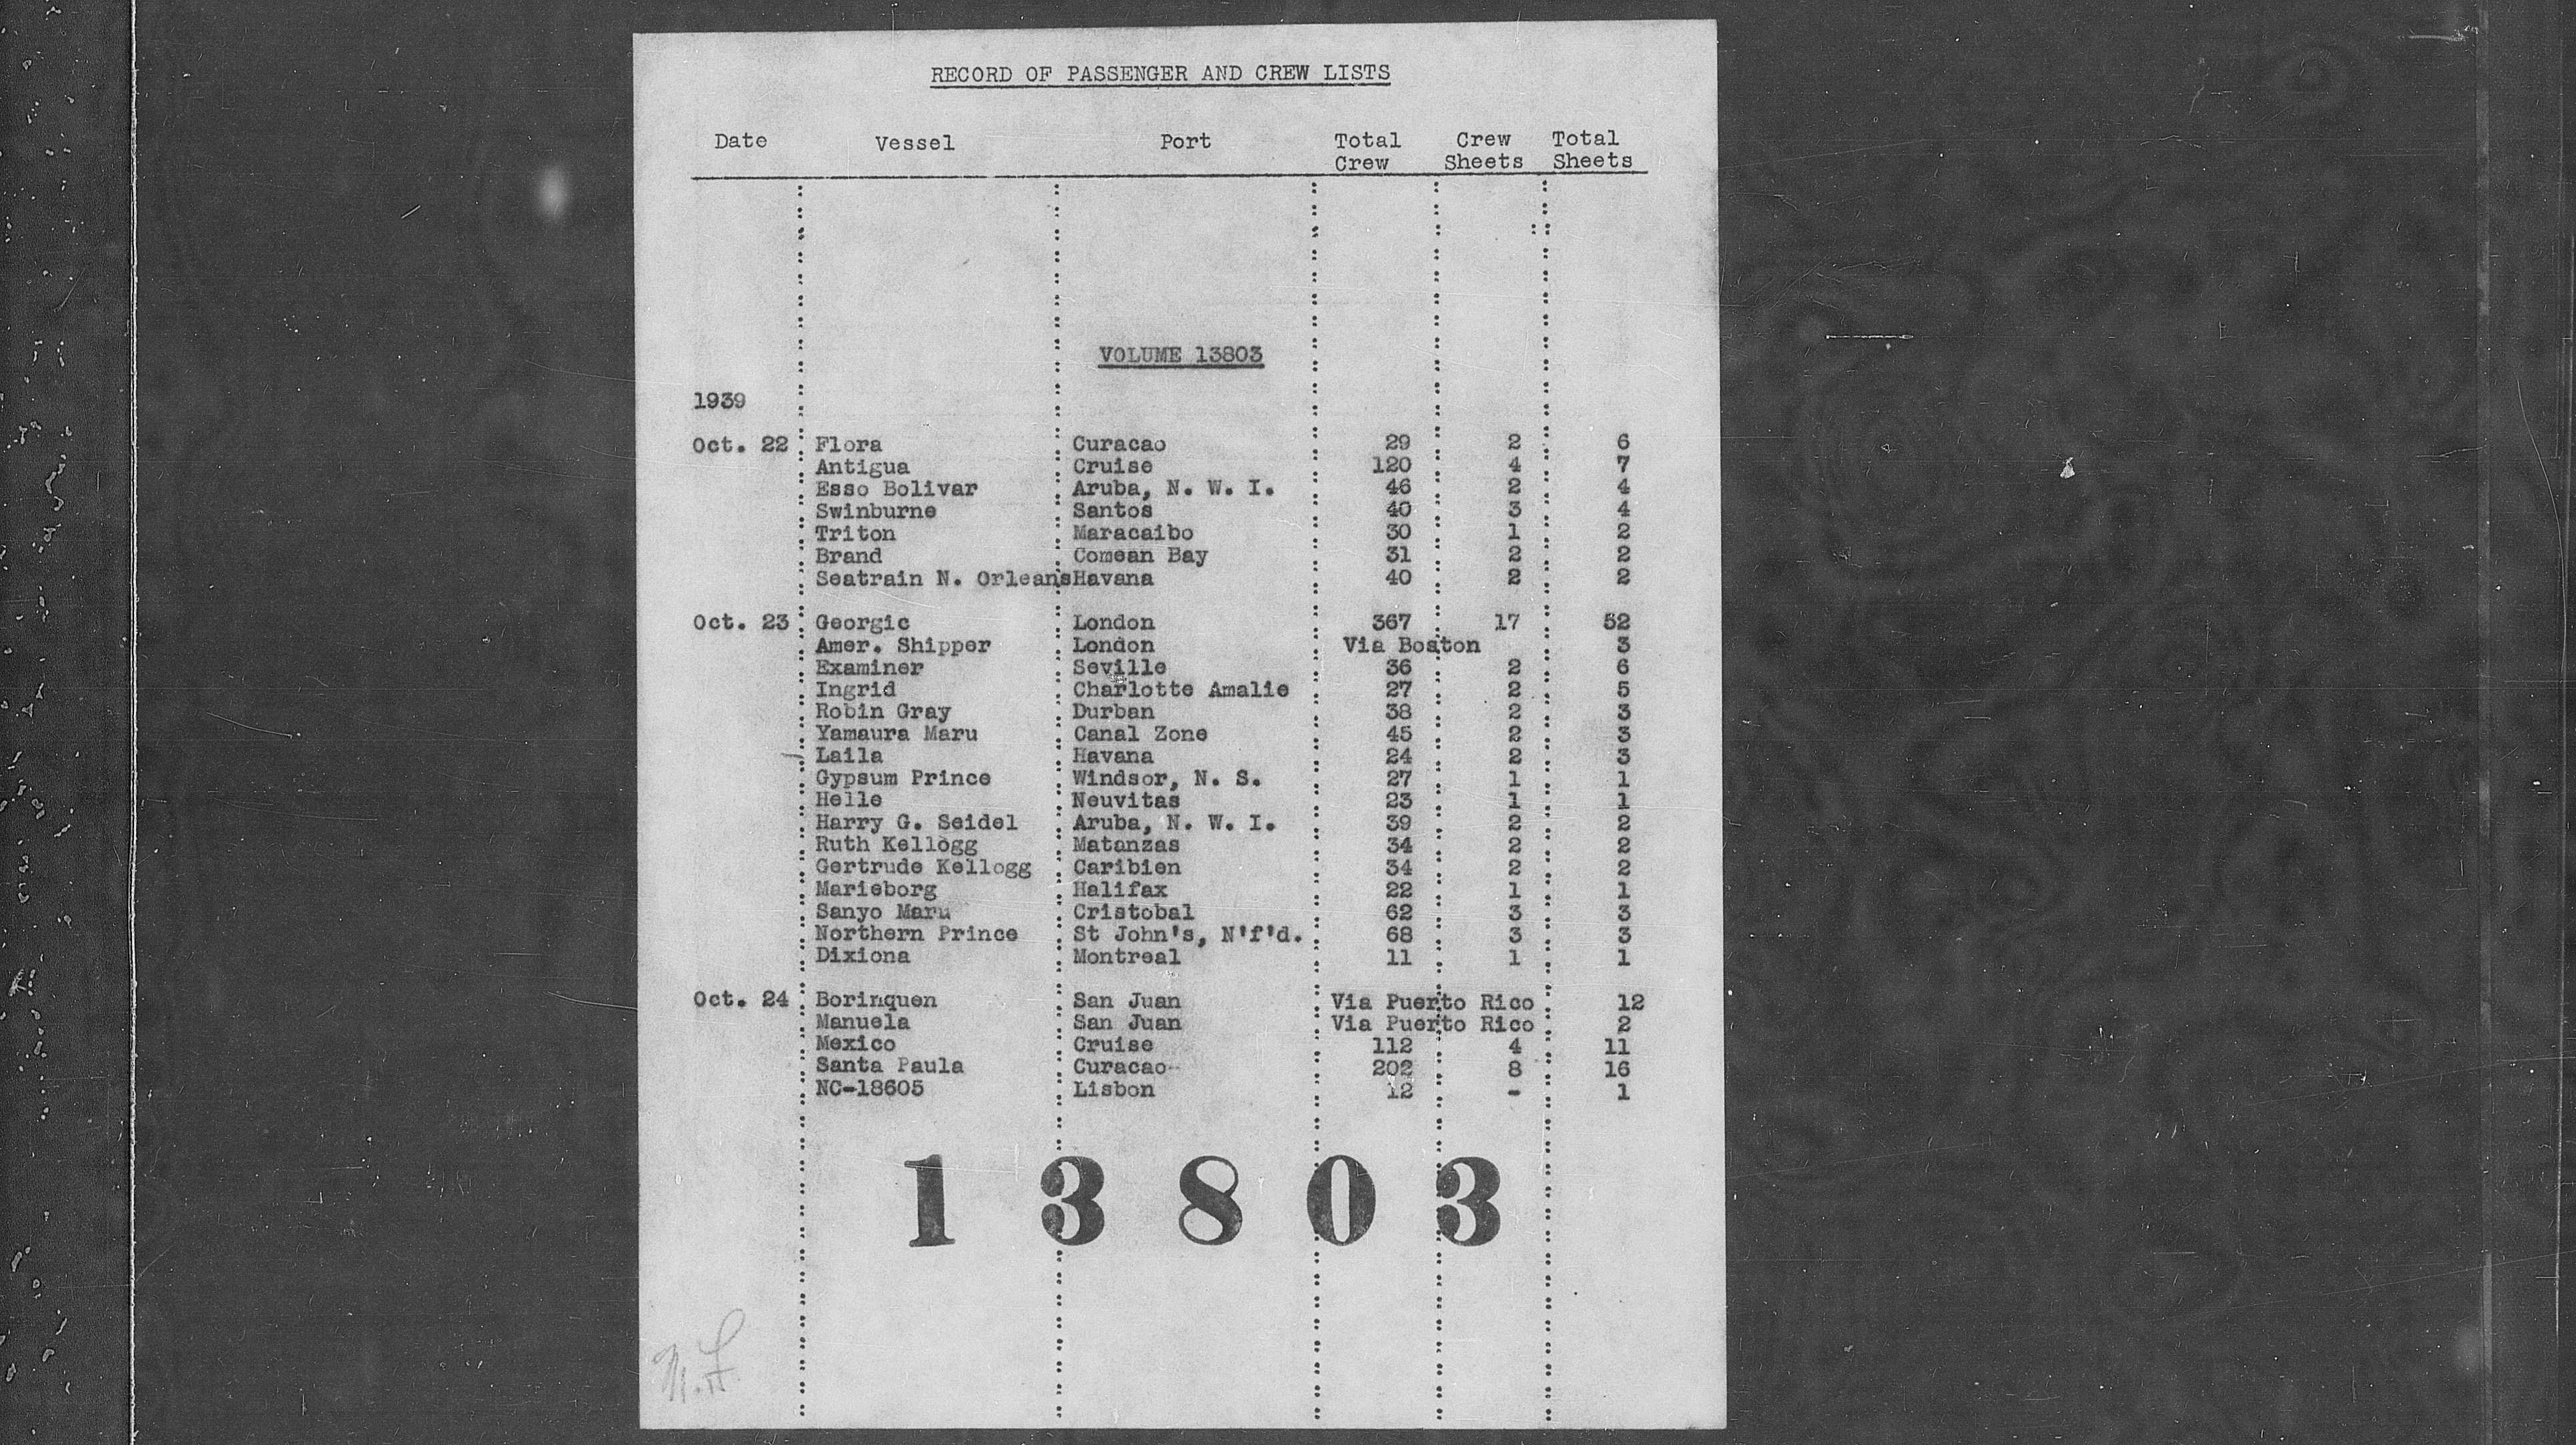 RECORD OF PASSENGER AND CREW LISTS
Date Vessel Port Total Crew Total
Crew Sheets Sheets
VOLUME 13803
1939
Oct. 22 Flora Curacao 29 2 6
Antigua Cruise 120 4 7
Esso Bolivar Aruba, N. W. I. 46 2 4
Swinburne Santos 40 3 4
Triton Maracaibo 30 1 2
Brand Comean Bay 31 2 2
Seatrain N. Orleans Havana 40 2 2
Oct. 23 Georgic London 367 17 52
Amer. Shipper London Via Boston 3
Examiner Seville 36 2 6
Ingrid Charlotte Amalie 27 2 5
Robin Gray Durban 38 2 3
Yamaura Maru Canal Zone 45 2 3
Laila Havana 24 2 3
Gypsum Prince Windsor, N. S. 27 1 1
Helle Neuvitas 23 1 1
Harry G. Seidel Aruba, N. W. I. 39 2 2
Ruth Kellogg Matanzas 34 2 2
Gertrude Kellogg Caribien 34 2 2
Marieborg Halifax 22 1 1
Sanyo Maru Cristobal 62 3 3
Northern Prince St John's, N'f'd. 68 3 3
Dixiona Montreal 11 1 1
Oct. 24 Borinquen San Juan Via Puerto Rico 12
Manuela San Juan Via Puerto Rico 2
Mexico Cruise 112 4 11
Santa Paula Curacao 202 8 16
NC-18605 Lisbon 12 - 1
13803